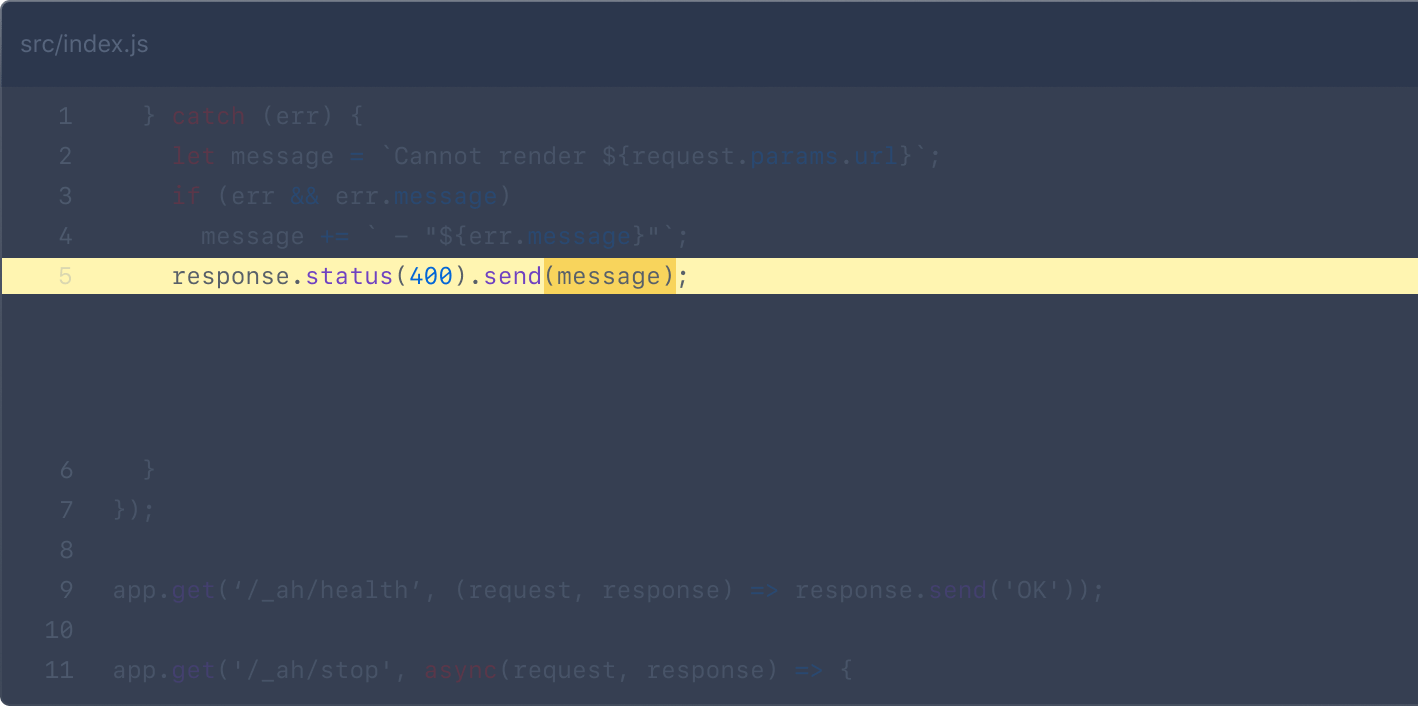 src/index.js
1 } catch (err) {
2 let message = `Cannot render ${request.params.url}`;
3 if (err && err.message)
4 message += ` – "${err.message}"`;
5 response.status(400).send(message);
6 }
7 });
8
9 app.get(‘/_ah/health’, (request, response) => response.send('OK'));
10
11 app.get('/_ah/stop', async(request, response) => {